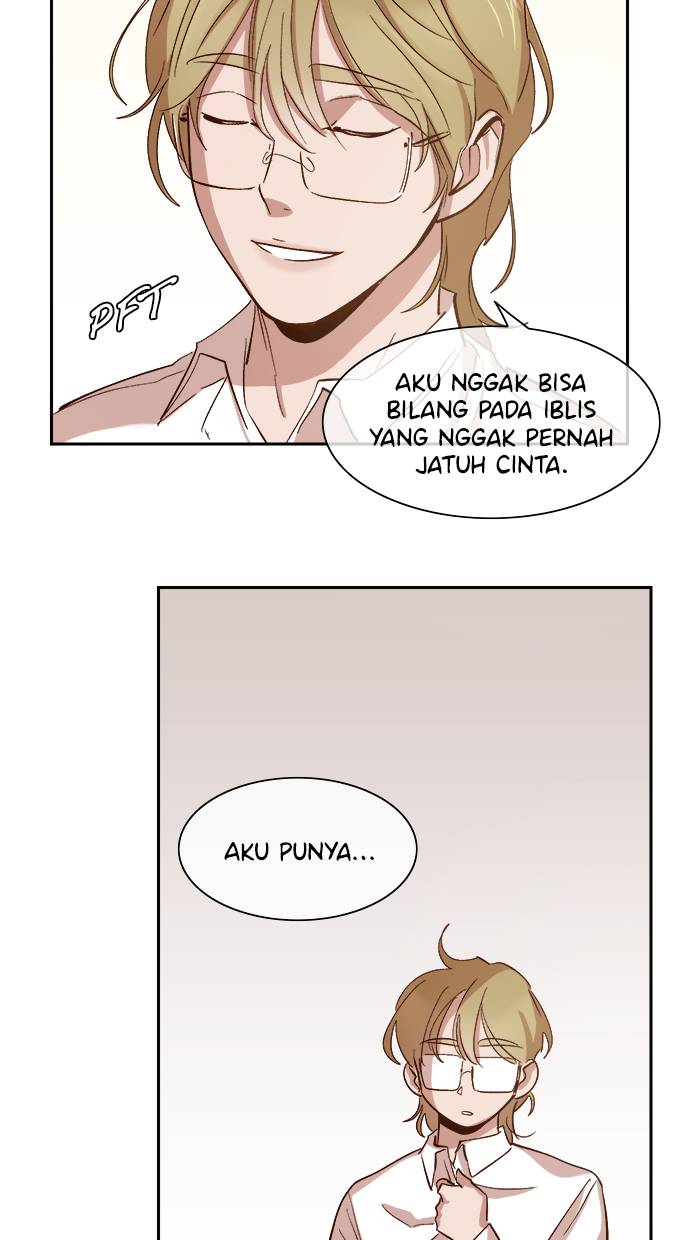 PFT
AKU NGGAK BISA
BILANG PADA IBLIS
YANG NGGAK PERNAH
JATUH CINTA.
AKU PUNYA...